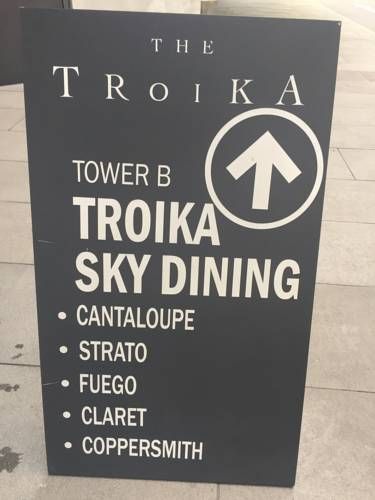 THE
TROIKA
TOWER B
TROIKA
SKY DINING
• CANTALOUPE
• STRATO
• FUEGO
• CLARET
• COPPERSMITH